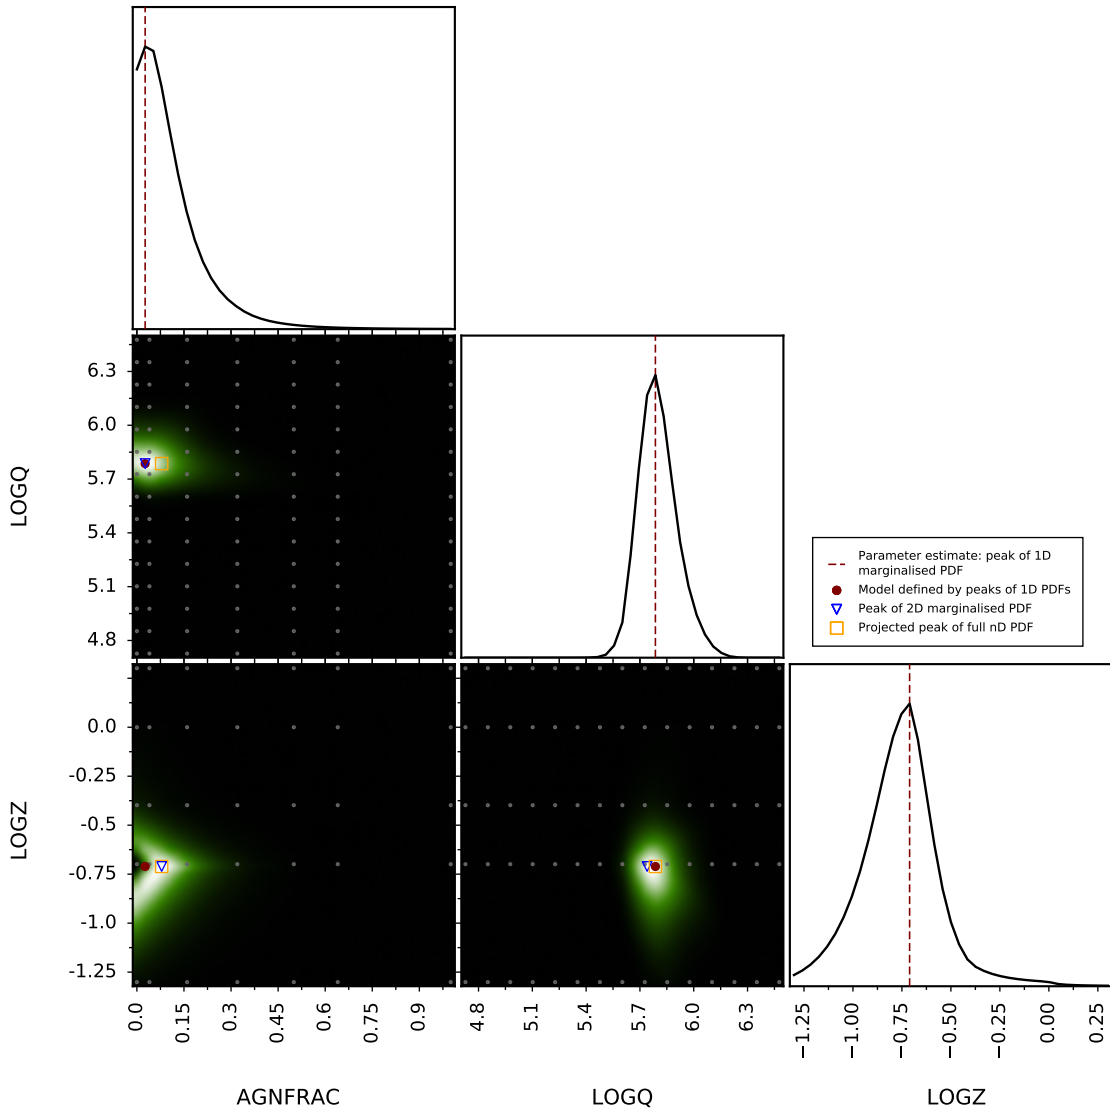 6.3
6.0
5.7
5.4
5.1
4.8
LOGQ
Parameter estimate: peak of 1D
marginalised PDF
Model defined by peaks of 1D PDFs
Peak of 2D marginalised PDF
Projected peak of full nD PDF
0.0
-0.25
-0.5
-0.75
-1.0
-1.25
LOGZ
0.0 0.15 0.3 0.45 0.6 0.75 0.9
4.8 5.1 5.4 5.7 6.0 6.3
−1.25 −1.00 −0.75 −0.50 −0.25 0.00 0.25
AGNFRAC LOGQ LOGZ